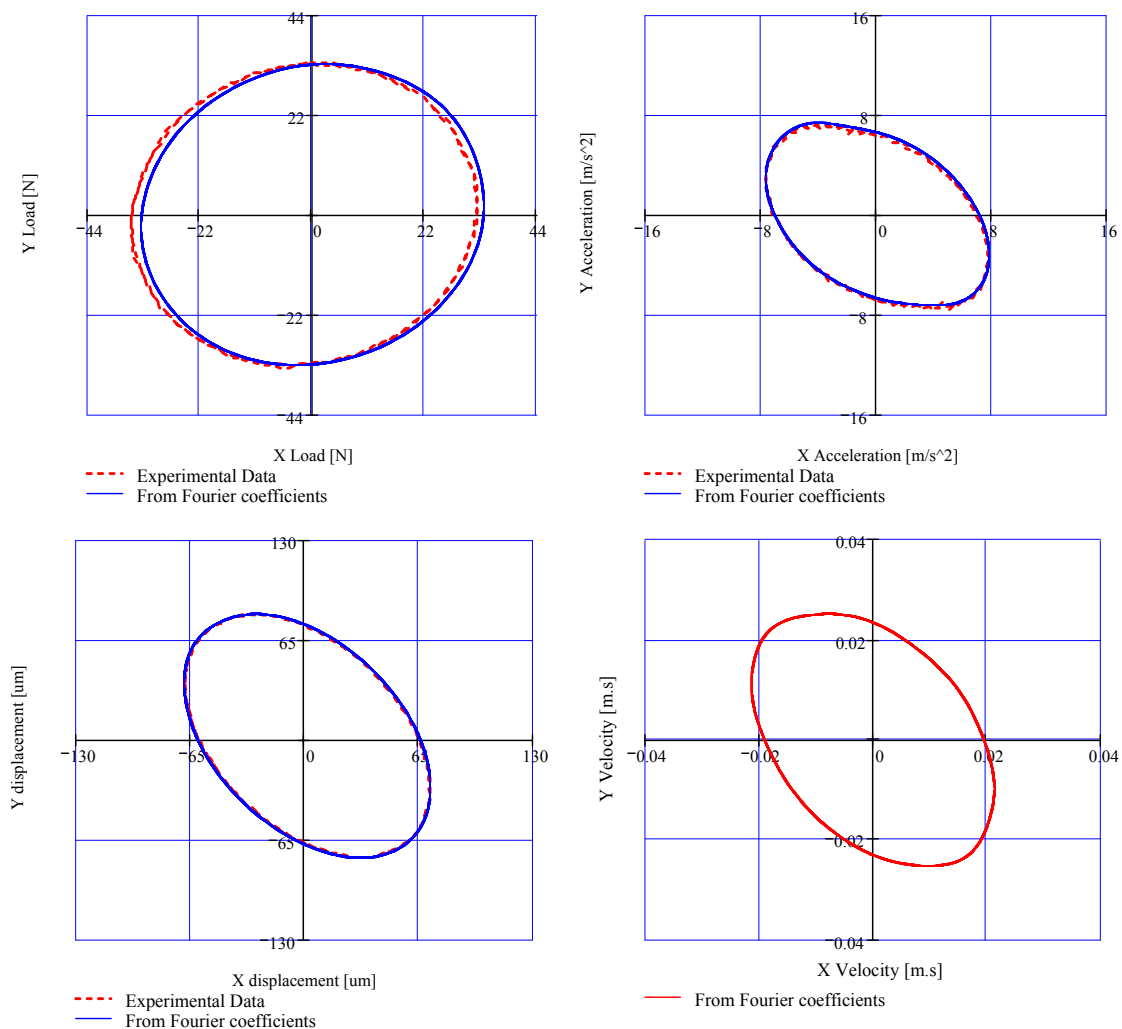 44
22
Y Load [N]
−44
−22
0
22
44
−22
−44
X Load [N]
Experimental Data
From Fourier coefficients
16
8
Y Acceleration [m/s^2]
−16
−8
0
8
16
−8
−16
X Acceleration [m/s^2]
Experimental Data
From Fourier coefficients
130
65
Y displacement [um]
−130
−65
0
65
130
−65
−130
X displacement [um]
Experimental Data
From Fourier coefficients
0.04
0.02
Y Velocity [m.s]
−0.04
−0.02
0
0.02
0.04
−0.02
−0.04
X Velocity [m.s]
From Fourier coefficients